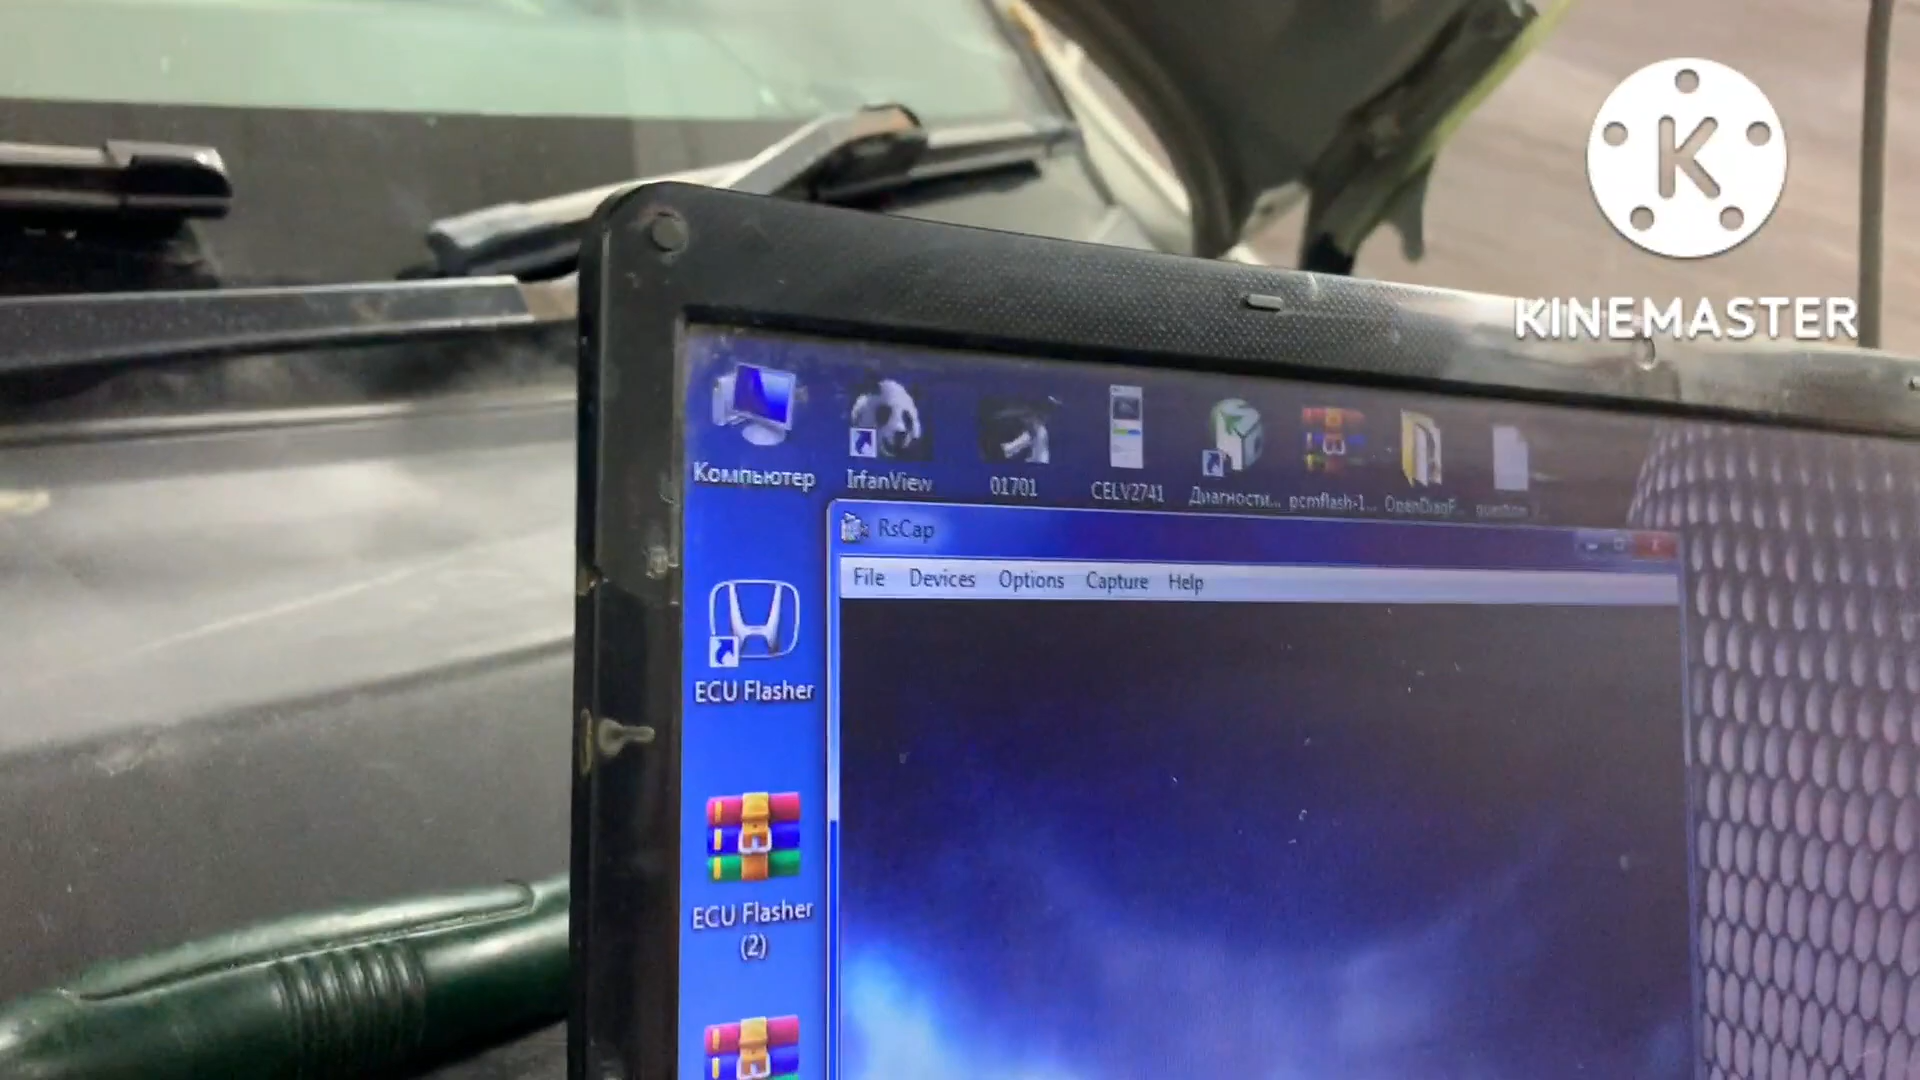 K
KINEMASTER
Компьютер
IrfanView
01701
CELV2741
Диагности...
pcmflash-1...
RsCap
File Devices Options Capture Help
ECU Flasher
ECU Flasher
(2)